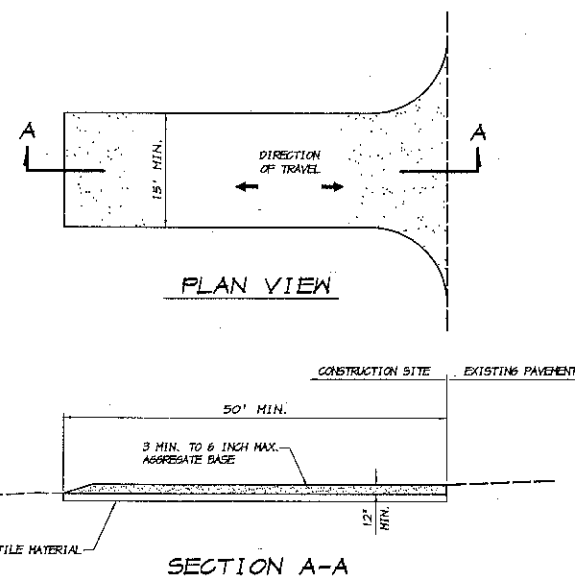 A
A
DIRECTION
OF TRAVEL
15' MIN.
PLAN VIEW
CONSTRUCTION SITE
EXISTING PAVEMENT
50' MIN.
3 MIN. TO 6 INCH MAX.
AGGREGATE BASE
12"
MIN.
TILE MATERIAL
SECTION A-A